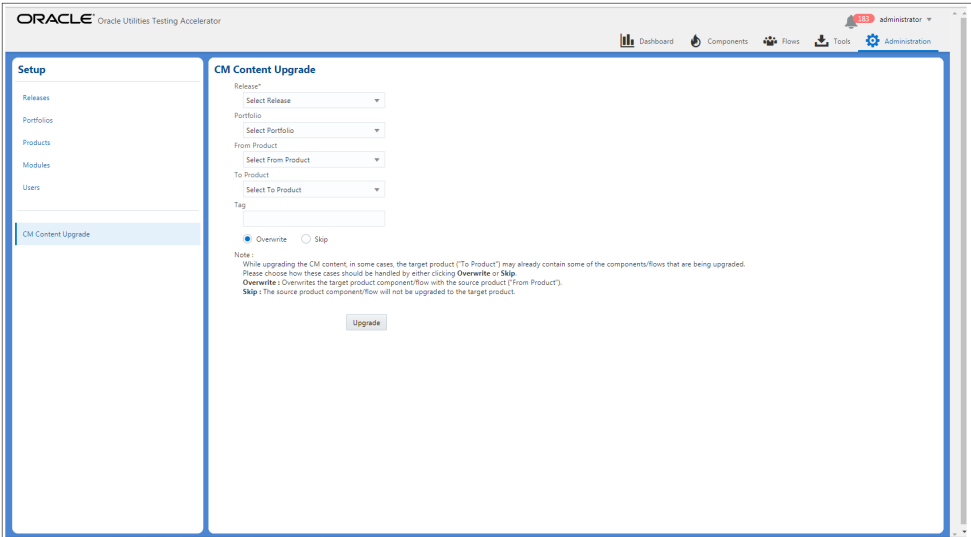 ORACLE® Oracle Utilities Testing Accelerator
183 administrator
Dashboard Components Flows Tools Administration
Setup
Releases
Portfolios
Products
Modules
Users
CM Content Upgrade
CM Content Upgrade
Release*
Select Release
Portfolio
Select Portfolio
From Product
Select From Product
To Product
Select To Product
Tag
Overwrite Skip
Note :
While upgrading the CM content, in some cases, the target product ("To Product") may already contain some of the components/flows that are being upgraded.
Please choose how these cases should be handled by either clicking Overwrite or Skip.
Overwrite : Overwrites the target product component/flow with the source product ("From Product").
Skip : The source product component/flow will not be upgraded to the target product.
Upgrade